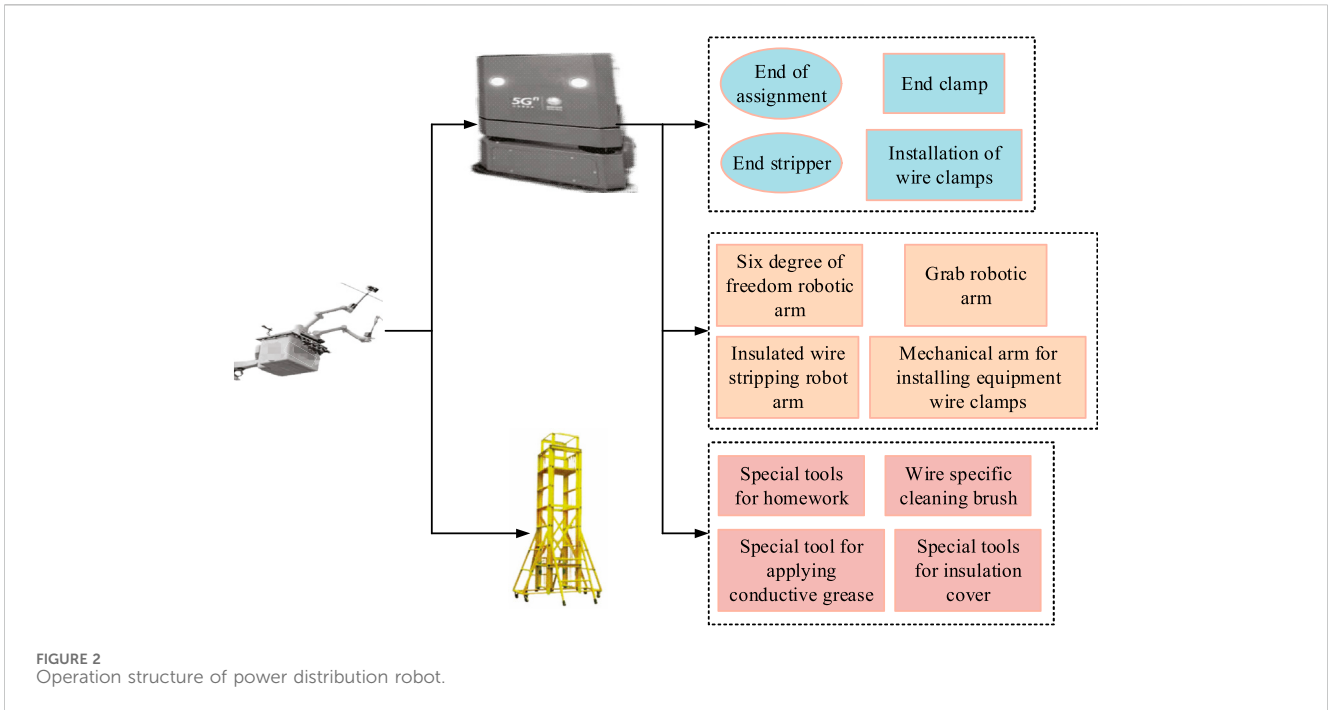 5G
End of
assignment
End clamp
End stripper
Installation of
wire clamps
Six degree of
freedom robotic
arm
Grab robotic
arm
Insulated wire
stripping robot
arm
Mechanical arm for
installing equipment
wire clamps
Special tools
for homework
Wire specific
cleaning brush
Special tool for
applying
conductive grease
Special tools
for insulation
cover
FIGURE 2
Operation structure of power distribution robot.